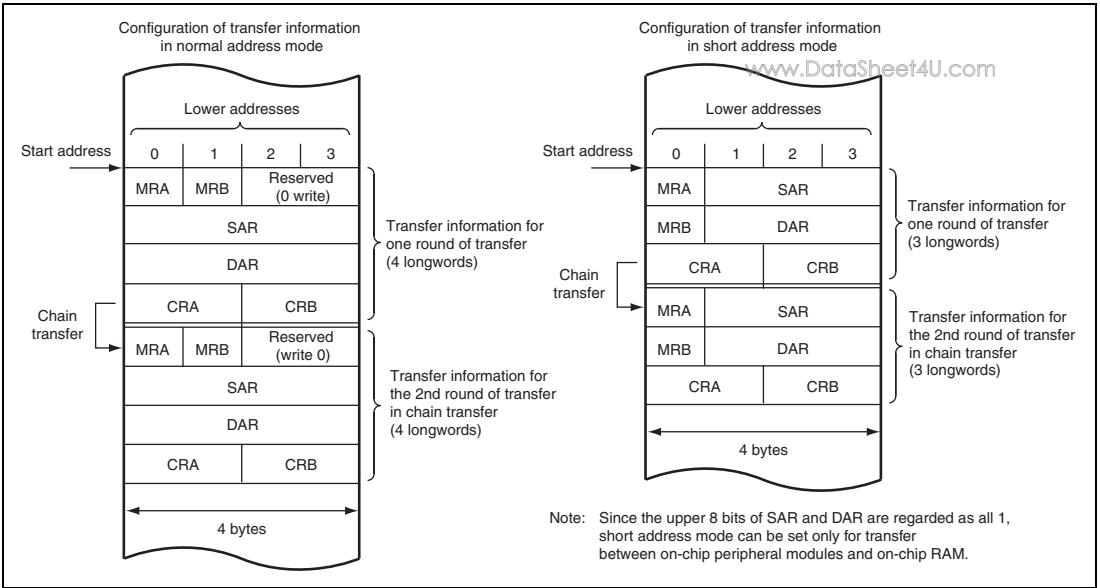 Configuration of transfer information
in normal address mode
Lower addresses
Start address
0 1 2 3
MRA MRB Reserved
(0 write)
SAR
DAR
CRA CRB
Transfer information for
one round of transfer
(4 longwords)
Chain
transfer
MRA MRB Reserved
(write 0)
SAR
DAR
CRA CRB
Transfer information for
the 2nd round of transfer
in chain transfer
(4 longwords)
4 bytes
Configuration of transfer information
in short address mode
www.DataSheet4U.com
Lower addresses
Start address
0 1 2 3
MRA SAR
MRB DAR
CRA CRB
Transfer information for
one round of transfer
(3 longwords)
Chain
transfer
MRA SAR
MRB DAR
CRA CRB
Transfer information for
the 2nd round of transfer
in chain transfer
(3 longwords)
4 bytes
Note: Since the upper 8 bits of SAR and DAR are regarded as all 1,
short address mode can be set only for transfer
between on-chip peripheral modules and on-chip RAM.